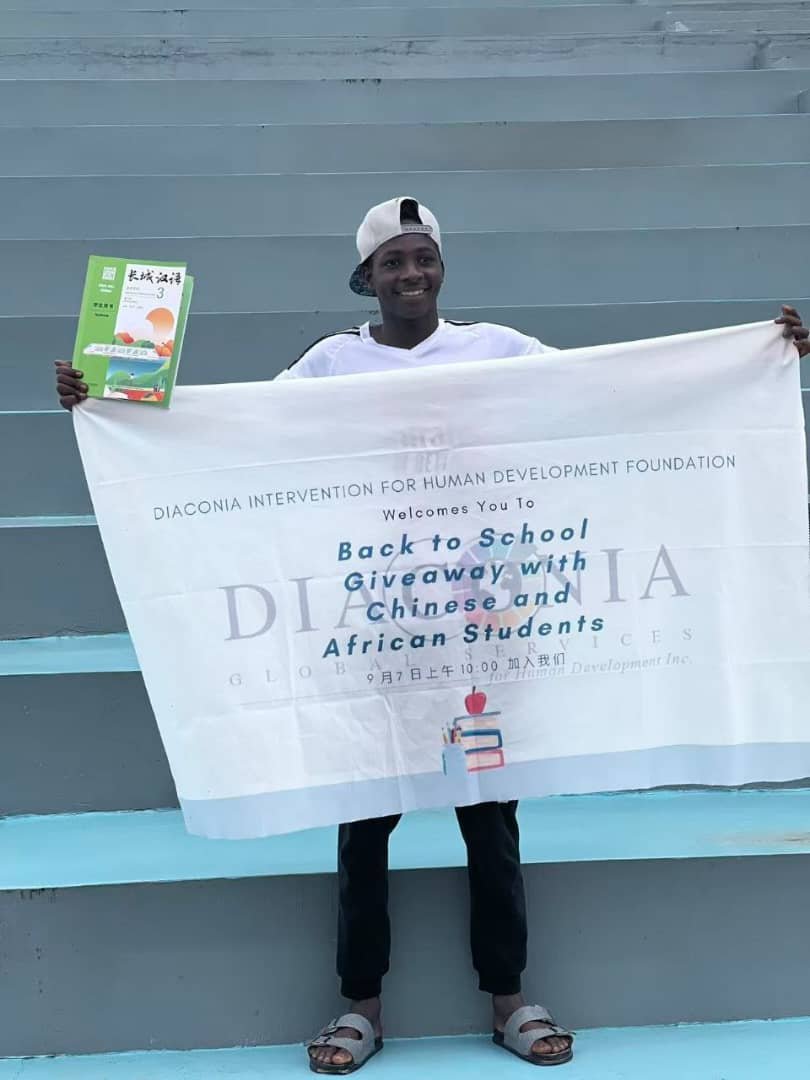 长城汉语
3
DIACONIA INTERVENTION FOR HUMAN DEVELOPMENT FOUNDATION
Welcomes You To
Back to School
Giveaway with
Chinese and
African Students
DIACONIA
GLOBAL SERVICES
9月7日上午10:00 加入我们
for Human Development Inc.